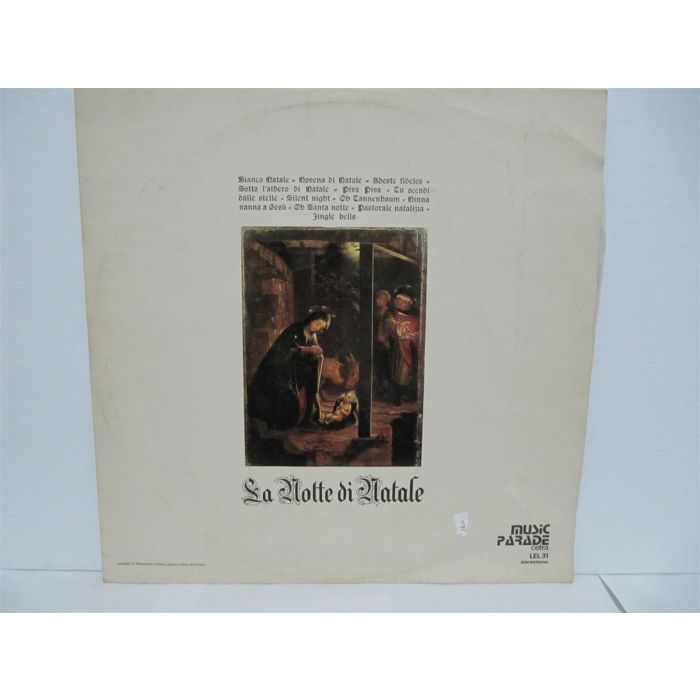 Bianco Natale - Novena di Natale - Adeste fideles -
Sotto l'albero di Natale - Piva Piva - Tu scendi
dalle stelle - Silent night - Oh Tannenbaum - Ninna
nanna a Gesù - Oh Santa notte - Pastorale natalizia -
Jingle bells
La Notte di Natale
MUSIC
PARADE
cetra
LEL 31
stereo/mono